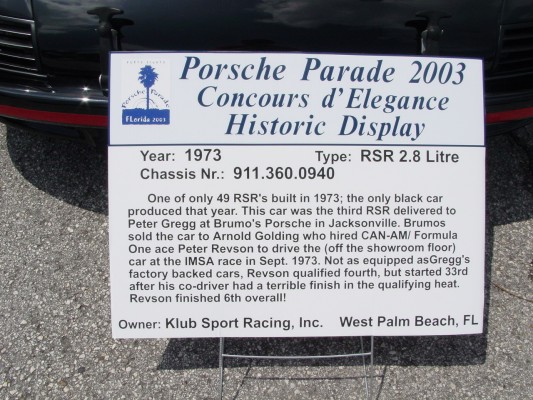 Porsche Parade 2003
Concours d'Elegance
Historic Display
Porsche Parade
Florida 2003
Year: 1973 Type: RSR 2.8 Litre
Chassis Nr.: 911.360.0940
One of only 49 RSR's built in 1973; the only black car
produced that year. This car was the third RSR delivered to
Peter Gregg at Brumo's Porsche in Jacksonville. Brumos
sold the car to Arnold Golding who hired CAN-AM/ Formula
One ace Peter Revson to drive the (off the showroom floor)
car at the IMSA race in Sept. 1973. Not as equipped asGregg's
factory backed cars, Revson qualified fourth, but started 33rd
after his co-driver had a terrible finish in the qualifying heat.
Revson finished 6th overall!
Owner: Klub Sport Racing, Inc. West Palm Beach, FL